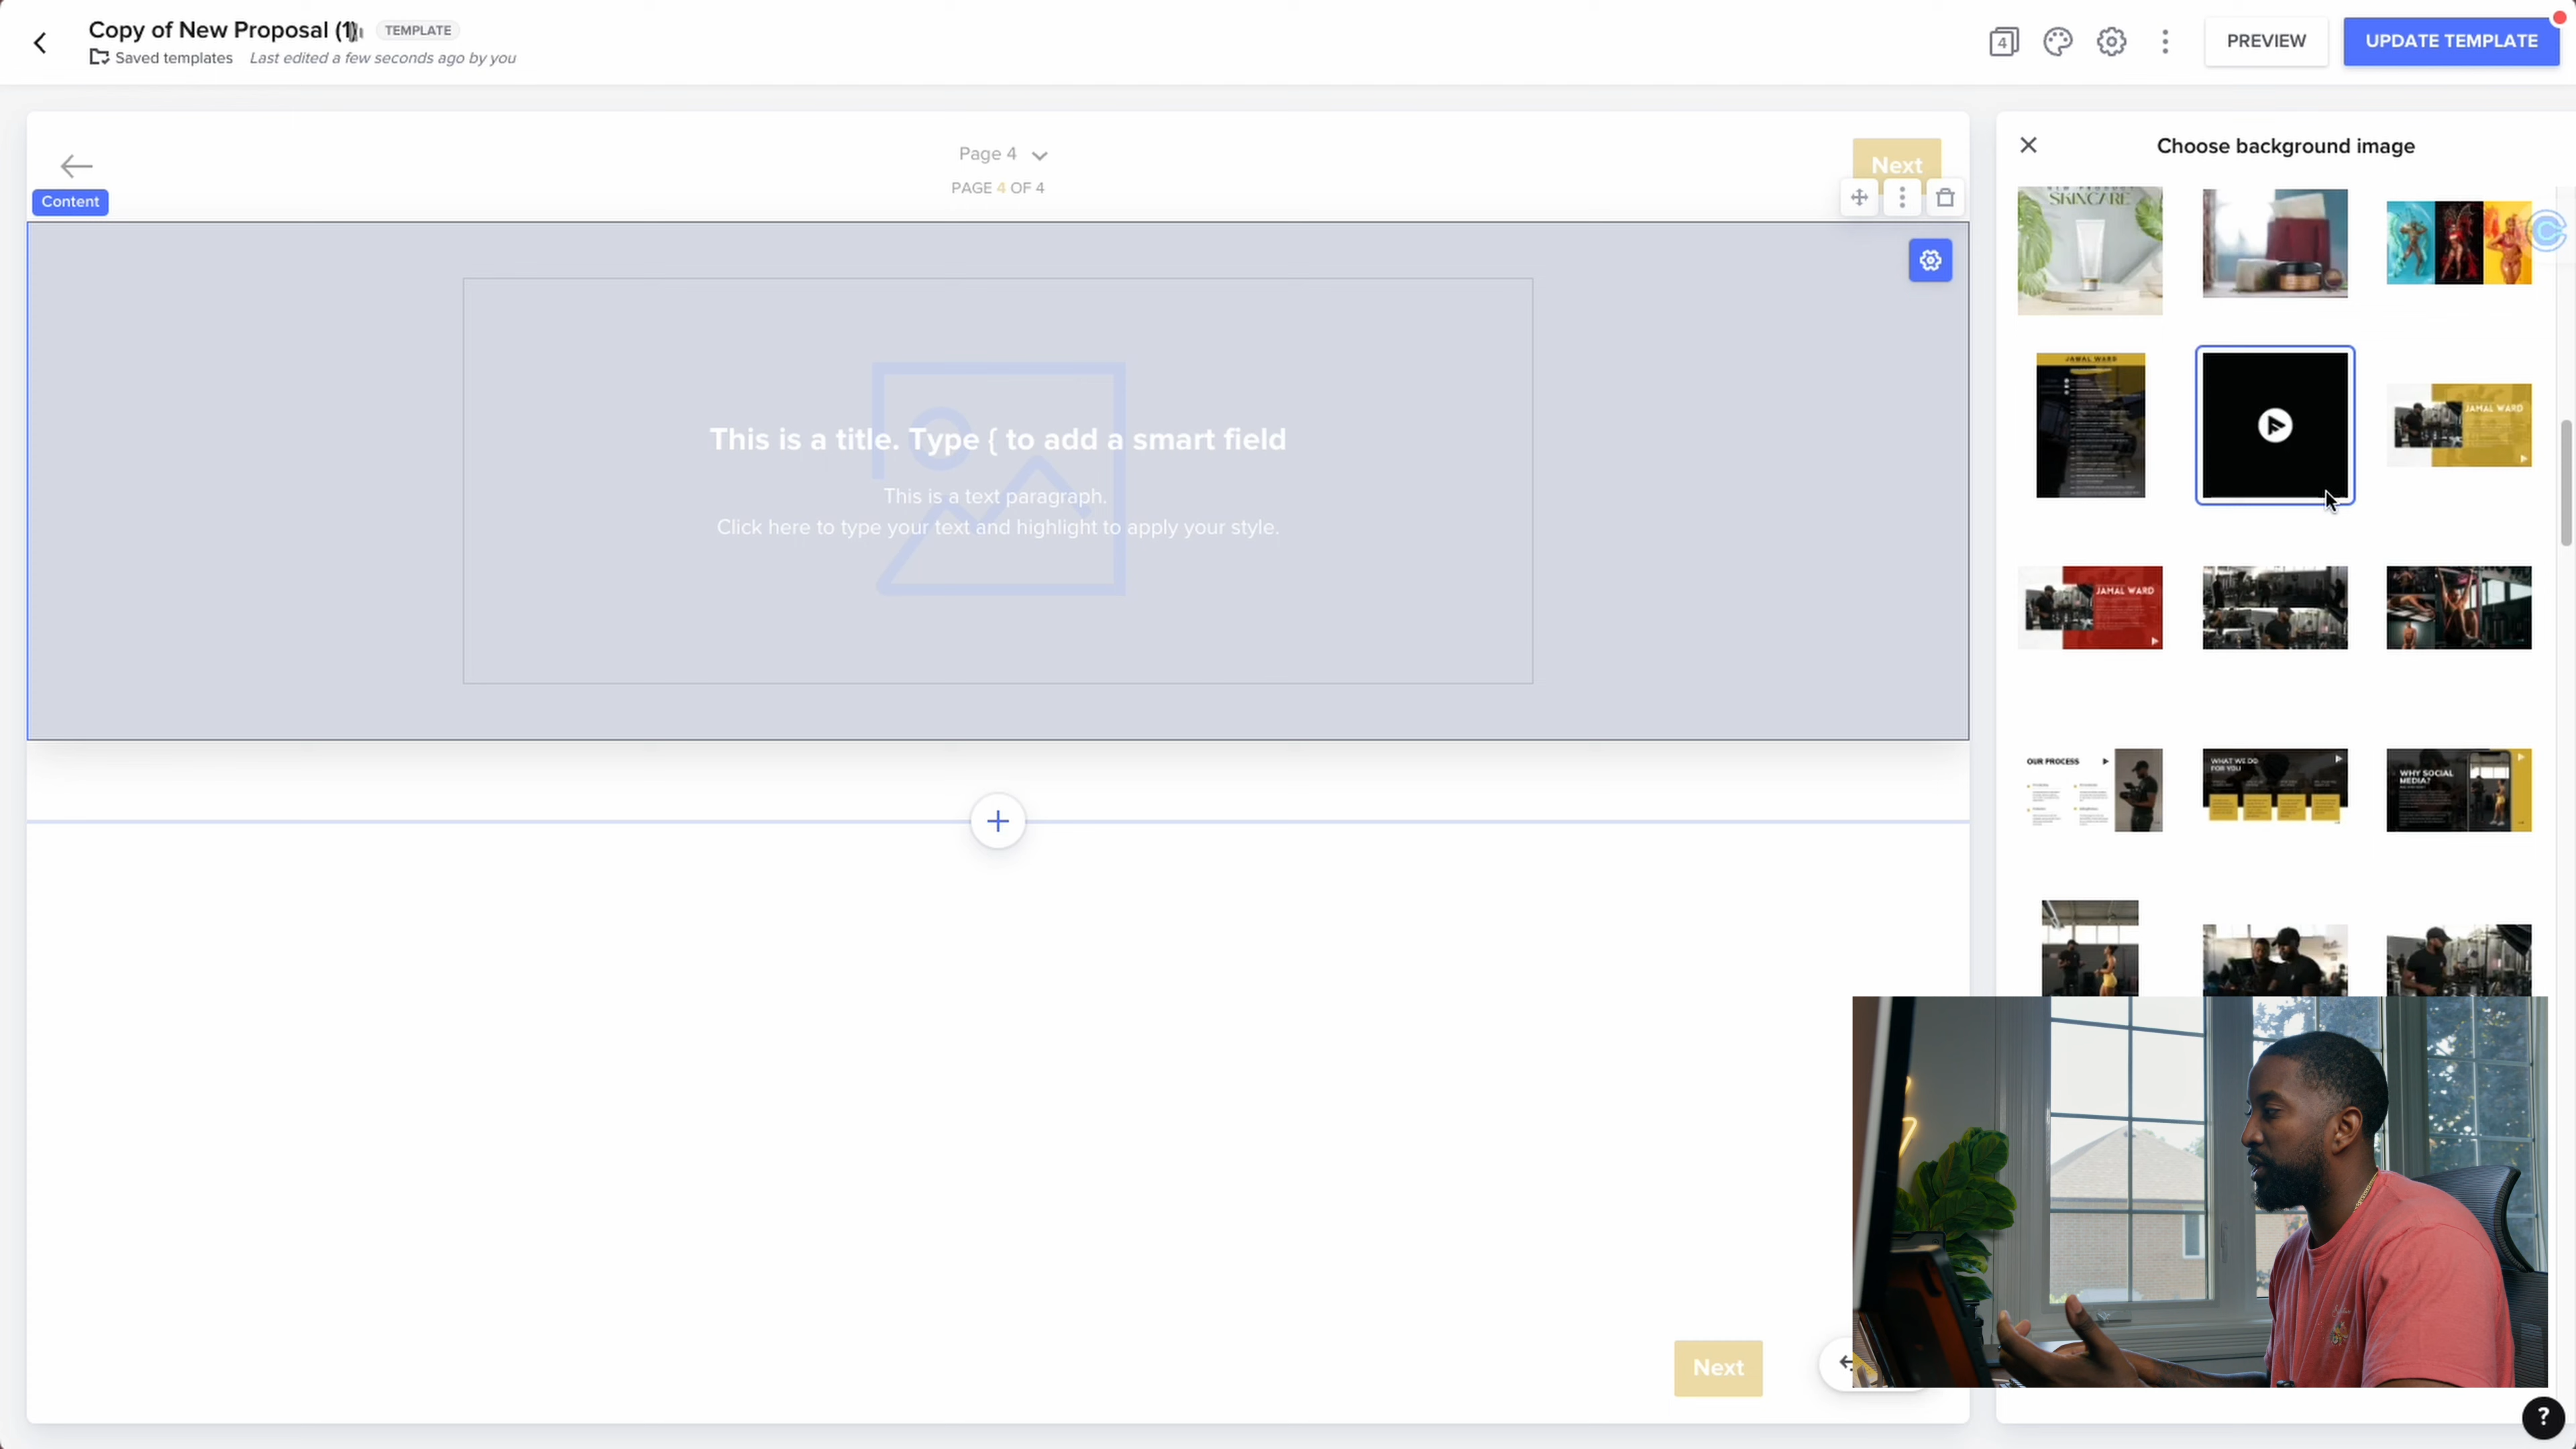 Copy of New Proposal (1)
TEMPLATE
Saved templates
Last edited a few seconds ago by you
4
PREVIEW
UPDATE TEMPLATE
Page 4
PAGE 4 OF 4
Next
Content
This is a title. Type { to add a smart field
This is a text paragraph.
Click here to type your text and highlight to apply your style.
Next
Choose background image
SKINCARE
JAMAL WARD
JAMAL WARD
JAMAL WARD
OUR PROCESS
WHAT WE DO
FOR YOU
WHY SOCIAL
MEDIA?
?